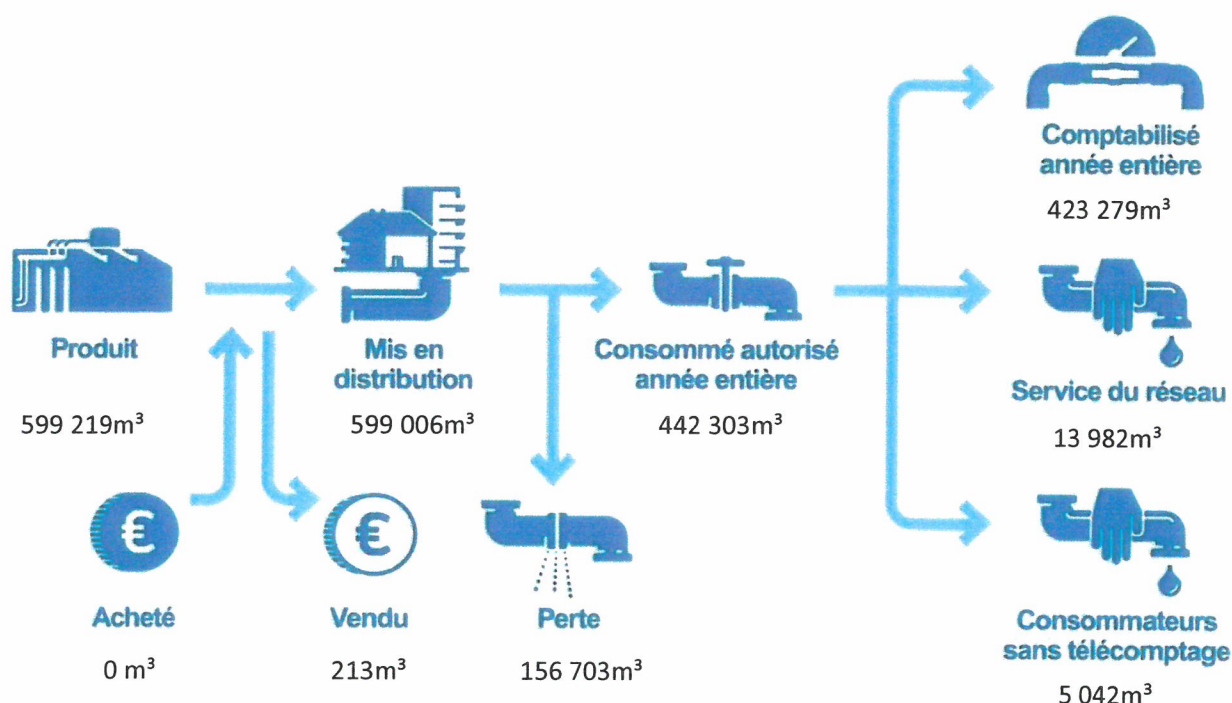 Comptabilisé
année entière
423 279m³
Produit
599 219m³
Mis en
distribution
599 006m³
Consommé autorisé
année entière
442 303m³
Service du réseau
13 982m³
€
Acheté
0 m³
€
Vendu
213m³
Perte
156 703m³
Consommateurs
sans télécomptage
5 042m³